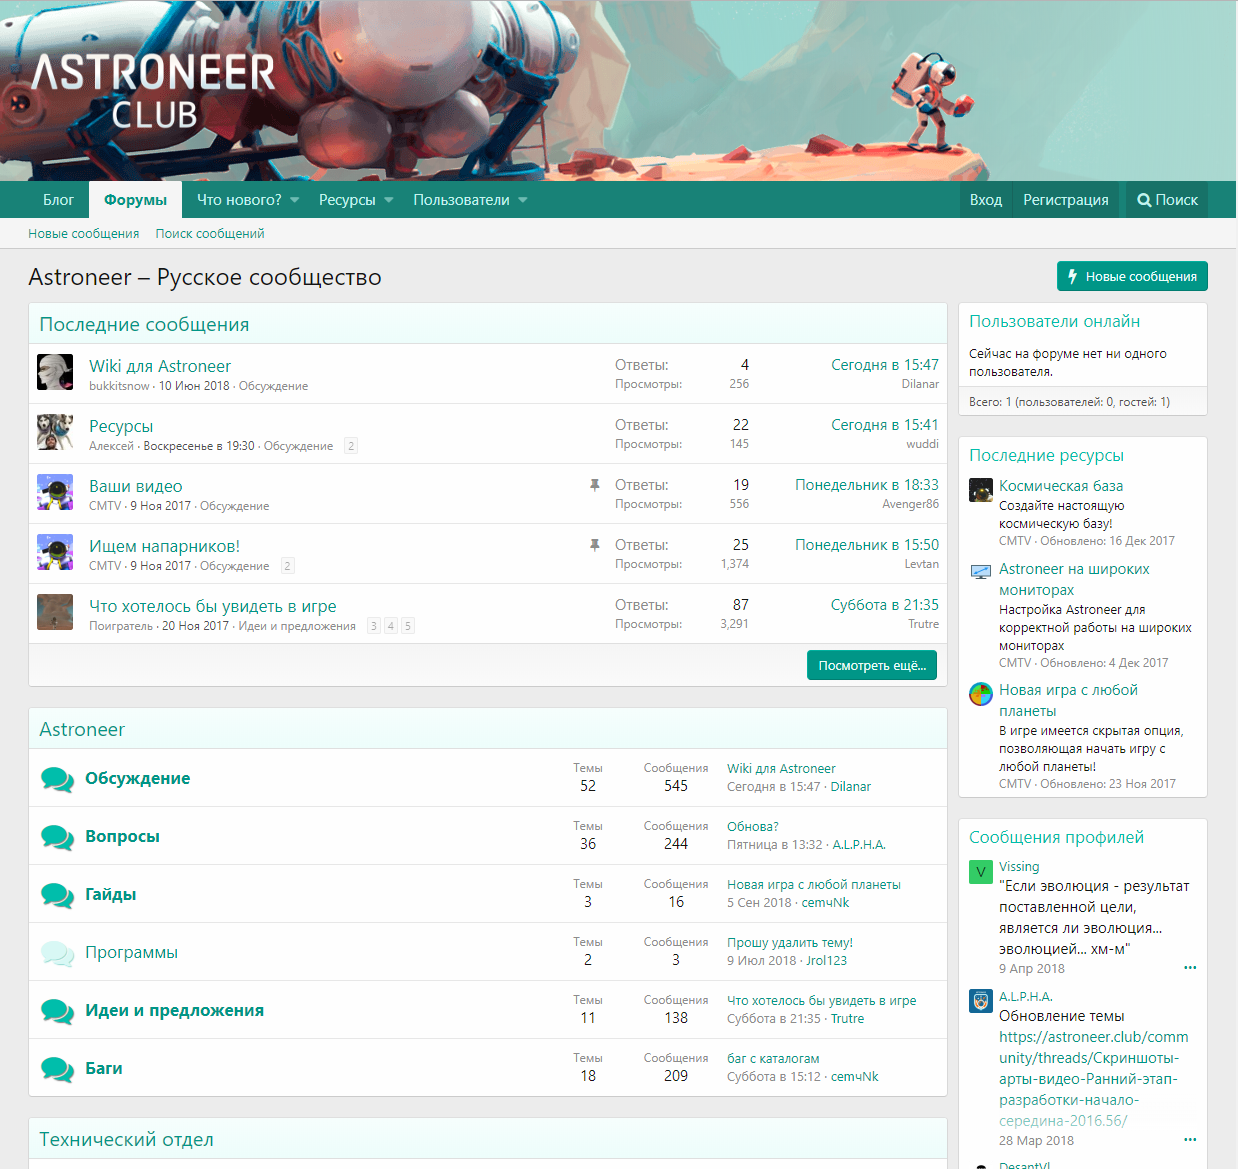 ASTRONEER
CLUB
Блог Форумы Что нового? Ресурсы Пользователи Вход Регистрация Поиск
Новые сообщения Поиск сообщений
Astroneer – Русское сообщество
Новые сообщения
Последние сообщения
Wiki для Astroneer Ответы: 4 Сегодня в 15:47
bukkitsnow · 10 Июн 2018 · Обсуждение Просмотры: 256 Dilanar
Ресурсы Ответы: 22 Сегодня в 15:41
Алексей · Воскресенье в 19:30 · Обсуждение 2 Просмотры: 145 wuddi
Ваши видео Ответы: 19 Понедельник в 18:33
CMTV · 9 Ноя 2017 · Обсуждение Просмотры: 556 Avenger86
Ищем напарников! Ответы: 25 Понедельник в 15:50
CMTV · 9 Ноя 2017 · Обсуждение 2 Просмотры: 1,374 Levtan
Что хотелось бы увидеть в игре Ответы: 87 Суббота в 21:35
Поигратель · 20 Ноя 2017 · Идеи и предложения 3 4 5 Просмотры: 3,291 Trutre
Посмотреть ещё...
Astroneer
Обсуждение Темы Сообщения Wiki для Astroneer
52 545 Сегодня в 15:47 · Dilanar
Вопросы Темы Сообщения Обнова?
36 244 Пятница в 13:32 · A.L.P.H.A.
Гайды Темы Сообщения Новая игра с любой планеты
3 16 5 Сен 2018 · cemчNk
Программы Темы Сообщения Прошу удалить тему!
2 3 9 Июл 2018 · Jrol123
Идеи и предложения Темы Сообщения Что хотелось бы увидеть в игре
11 138 Суббота в 21:35 · Trutre
Баги Темы Сообщения баг с каталогам
18 209 Суббота в 15:12 · cemчNk
Технический отдел
Пользователи онлайн
Сейчас на форуме нет ни одного
пользователя.
Всего: 1 (пользователей: 0, гостей: 1)
Последние ресурсы
Космическая база
Создайте настоящую
космическую базу!
CMTV · Обновлено: 16 Дек 2017
Astroneer на широких
мониторах
Настройка Astroneer для
корректной работы на широких
мониторах
CMTV · Обновлено: 4 Дек 2017
Новая игра с любой
планеты
В игре имеется скрытая опция,
позволяющая начать игру с
любой планеты!
CMTV · Обновлено: 23 Ноя 2017
Сообщения профилей
V Vissing
"Если эволюция - результат
поставленной цели,
является ли эволюция...
эволюцией... хм-м"
9 Апр 2018 ···
A.L.P.H.A.
Обновление темы
https://astroneer.club/comm
unity/threads/Скриншоты-
арты-видео-Ранний-этап-
разработки-начало-
середина-2016.56/
28 Мар 2018 ···
DesantVl